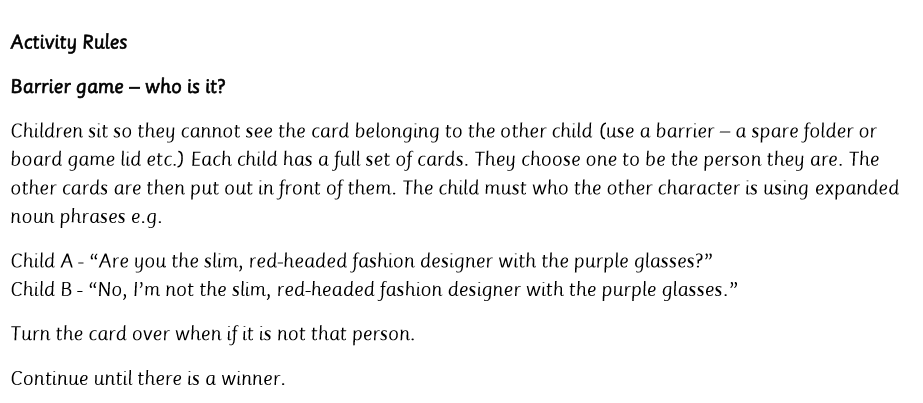 Activity Rules
Barrier game – who is it?
Children sit so they cannot see the card belonging to the other child (use a barrier – a spare folder or
board game lid etc.) Each child has a full set of cards. They choose one to be the person they are. The
other cards are then put out in front of them. The child must who the other character is using expanded
noun phrases e.g.
Child A - “Are you the slim, red-headed fashion designer with the purple glasses?”
Child B - “No, I’m not the slim, red-headed fashion designer with the purple glasses.”
Turn the card over when if it is not that person.
Continue until there is a winner.